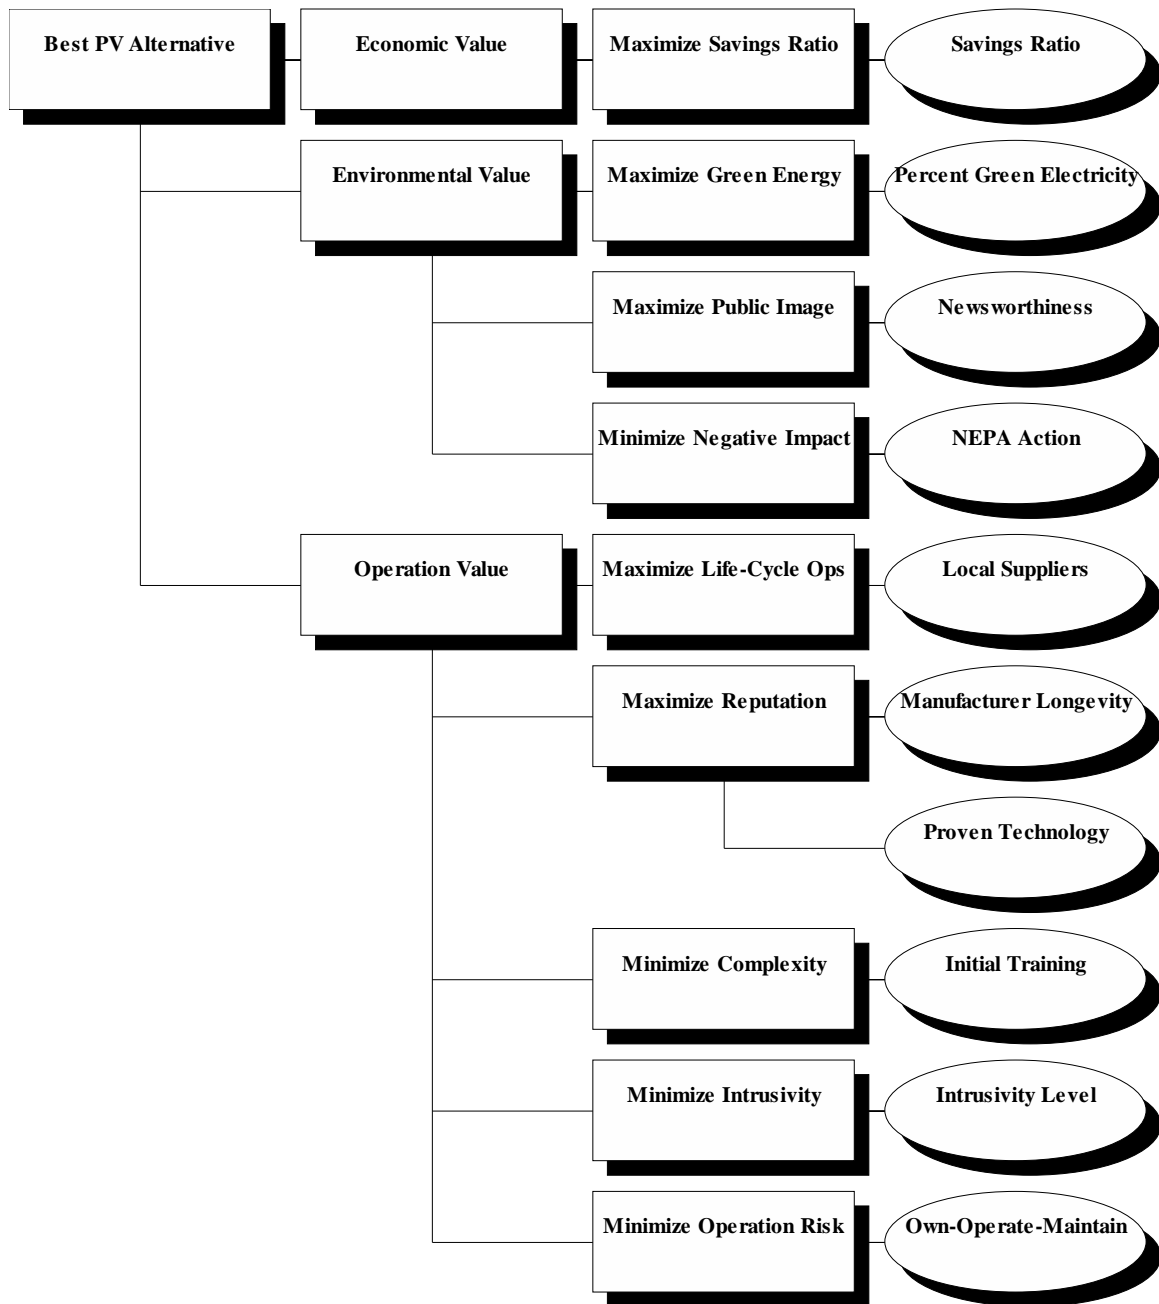 Best PV Alternative
Economic Value
Maximize Savings Ratio
Savings Ratio
Environmental Value
Maximize Green Energy
Percent Green Electricity
Maximize Public Image
Newsworthiness
Minimize Negative Impact
NEPA Action
Operation Value
Maximize Life-Cycle Ops
Local Suppliers
Maximize Reputation
Manufacturer Longevity
Proven Technology
Minimize Complexity
Initial Training
Minimize Intrusivity
Intrusivity Level
Minimize Operation Risk
Own-Operate-Maintain